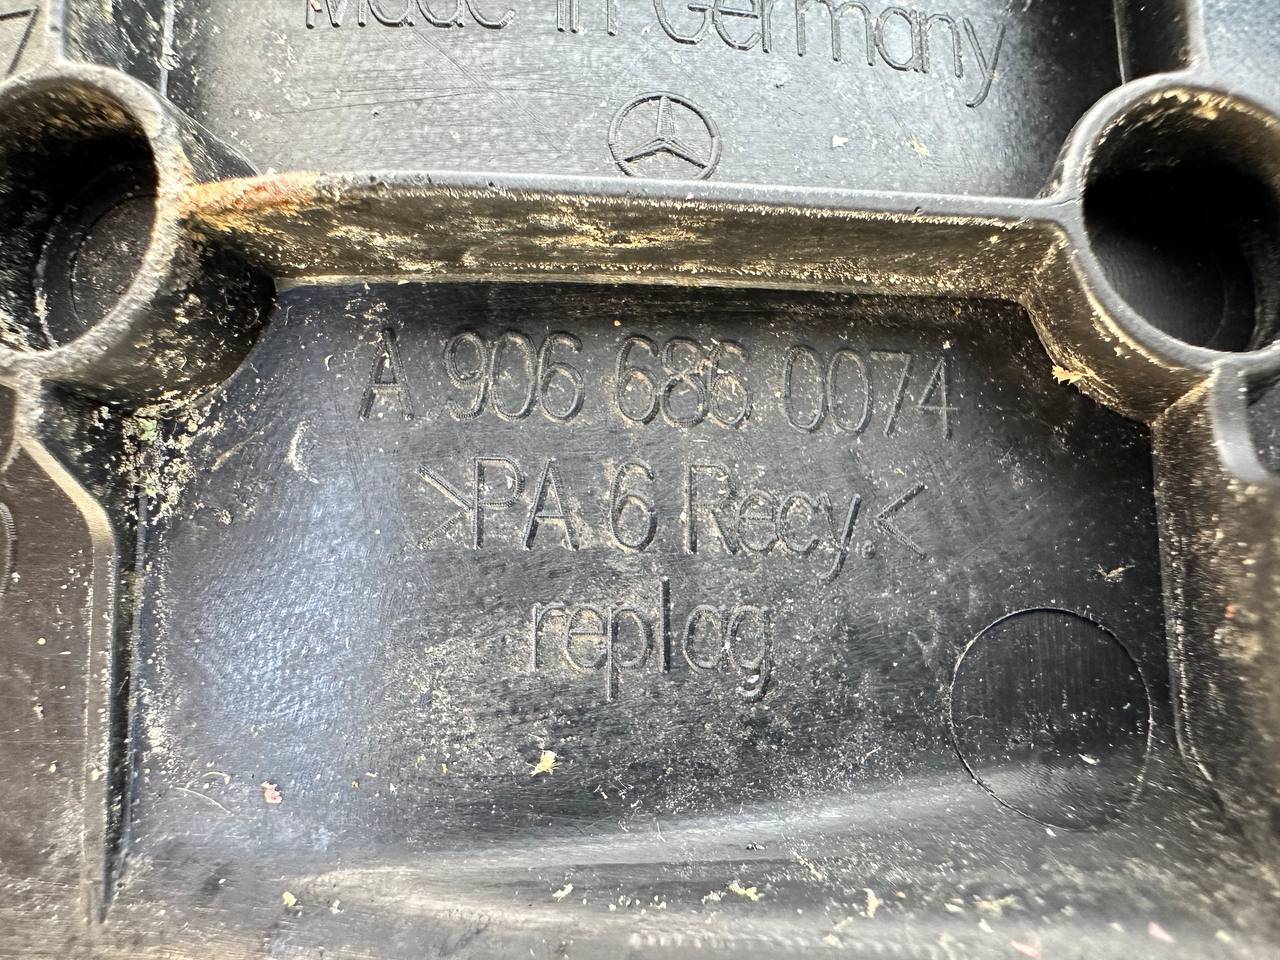 Made in Germany
A 906 686 0074
>PA 6 Recy.<
replag